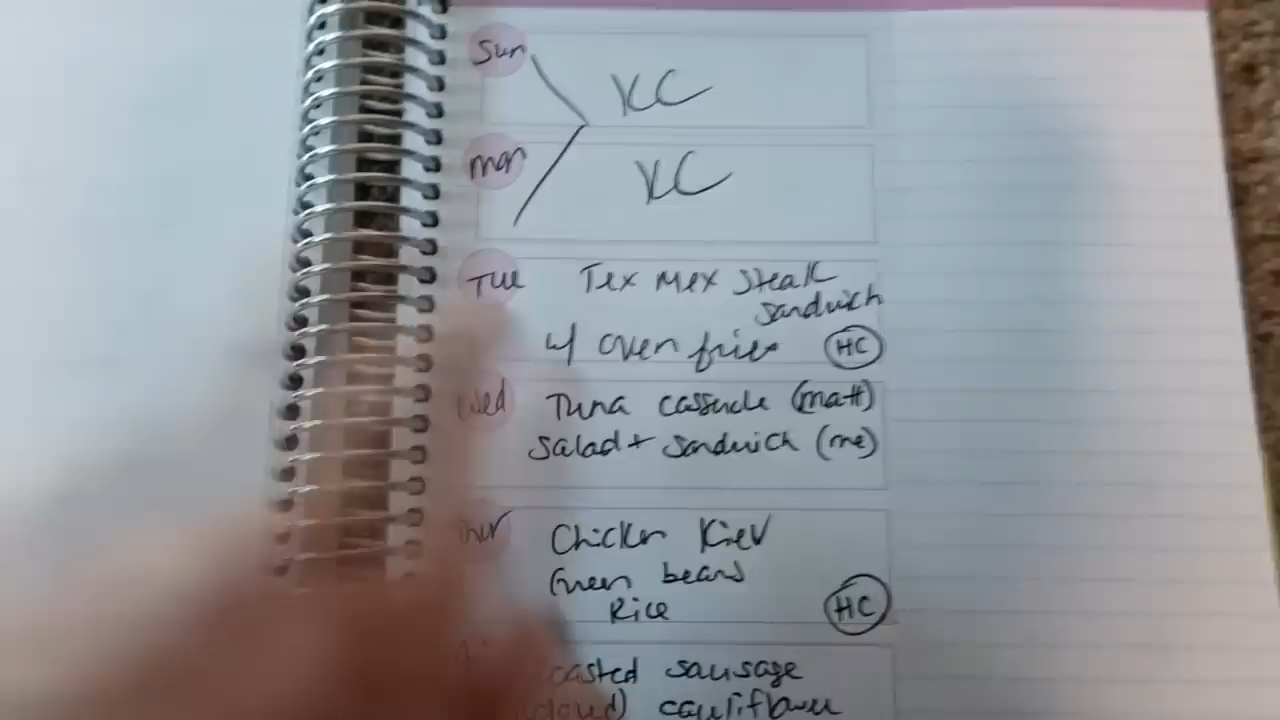 Sun
KC
mon
KC
Tue Tex Mex Steak
Sandwich
w/ oven fries HC
Wed Tuna casserole (matt)
Salad + Sandwich (me)
Chicken Kiev
Green beans
Rice
HC
sausage
cauliflower